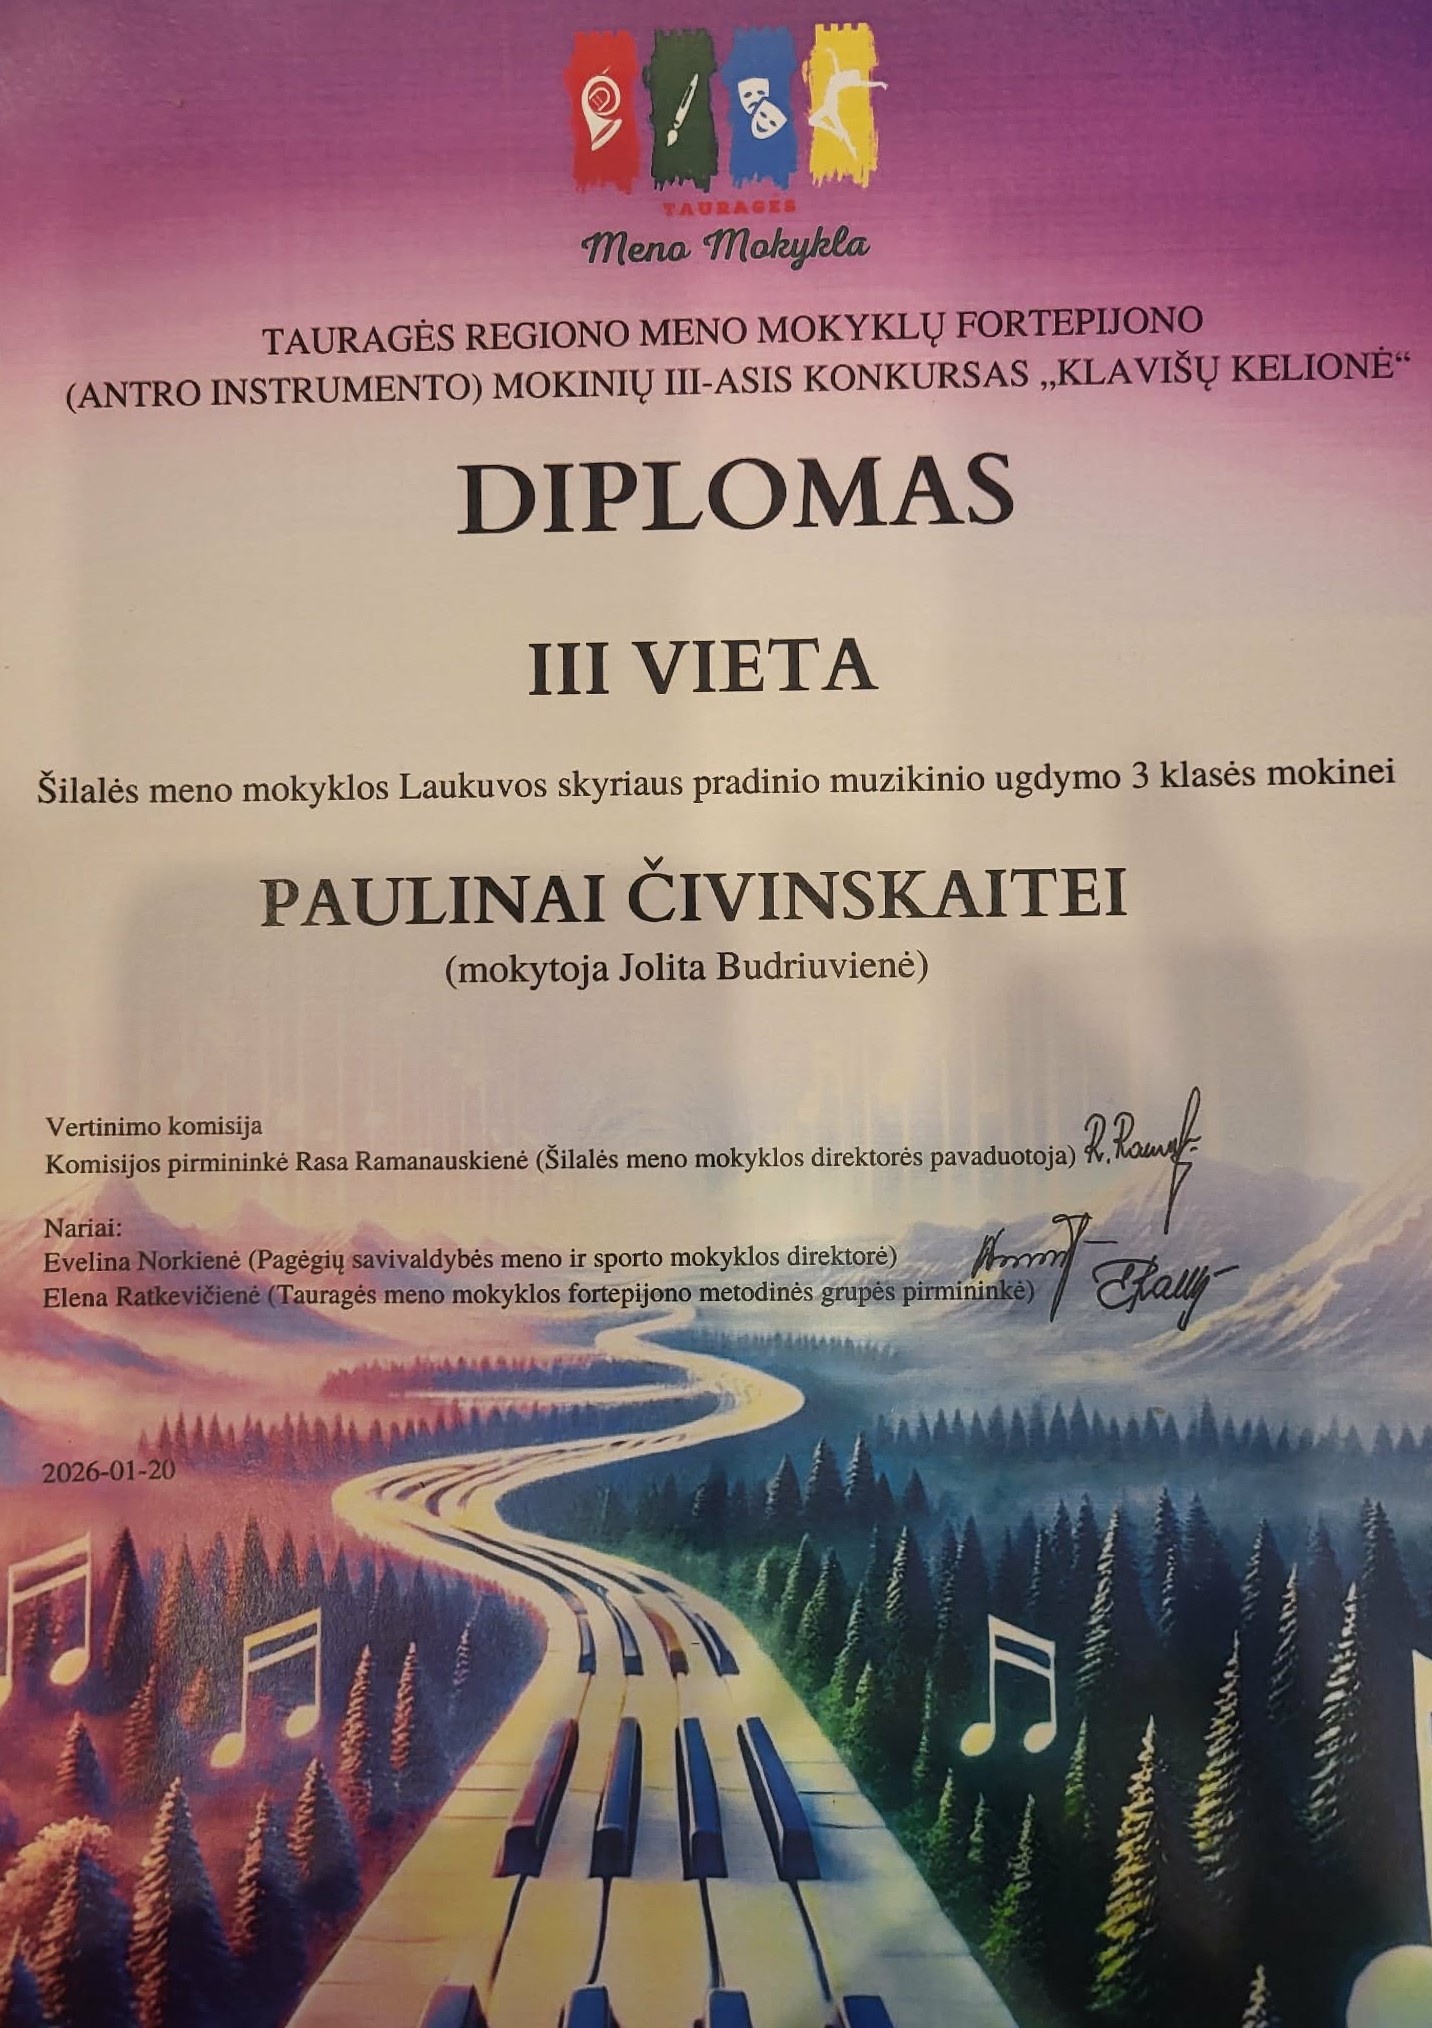 TAURAGĖS
Meno Mokykla
TAURAGĖS REGIONO MENO MOKYKLŲ FORTEPIJONO
(ANTRO INSTRUMENTO) MOKINIŲ III-ASIS KONKURSAS „KLAVIŠŲ KELIONĖ“
DIPLOMAS
III VIETA
Šilalės meno mokyklos Laukuvos skyriaus pradinio muzikinio ugdymo 3 klasės mokinei
PAULINAI ČIVINSKAITEI
(mokytoja Jolita Budriuvienė)
Vertinimo komisija
Komisijos pirmininkė Rasa Ramanauskienė (Šilalės meno mokyklos direktorės pavaduotoja)
Nariai:
Evelina Norkienė (Pagėgių savivaldybės meno ir sporto mokyklos direktorė)
Elena Ratkevičienė (Tauragės meno mokyklos fortepijono metodinės grupės pirmininkė)
2026-01-20